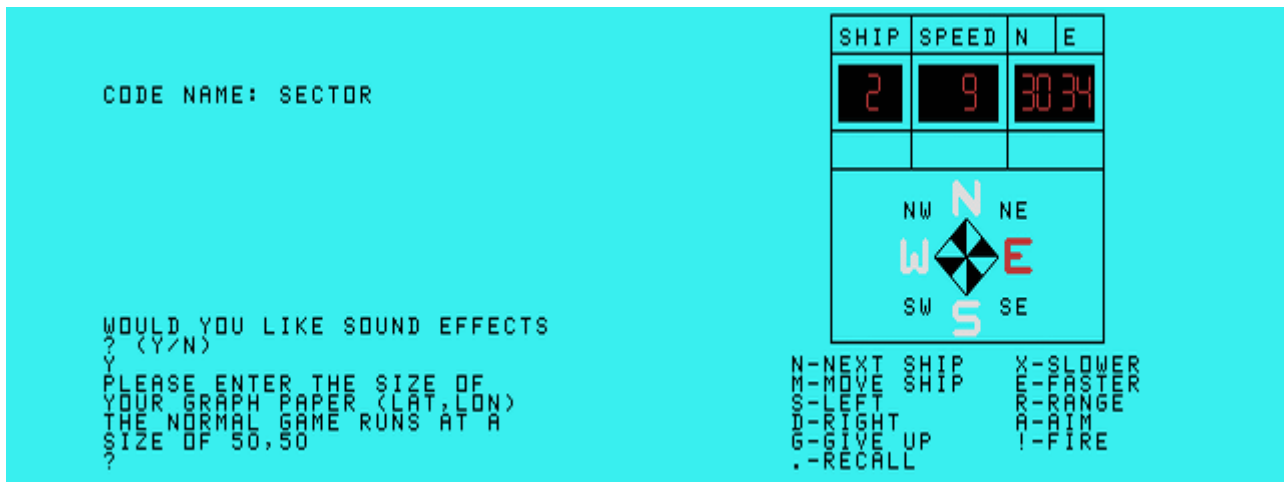 CODE NAME: SECTOR
WOULD YOU LIKE SOUND EFFECTS
? (Y/N)
Y
PLEASE ENTER THE SIZE OF
YOUR GRAPH PAPER (LAT,LON)
THE NORMAL GAME RUNS AT A
SIZE OF 50,50
?
SHIP SPEED N E
2 9 30 34
N
NW NE
W E
SW SE
S
N-NEXT SHIP X-SLOWER
M-MOVE SHIP E-FASTER
S-LEFT R-RANGE
D-RIGHT A-AIM
G-GIVE UP !-FIRE
.-RECALL